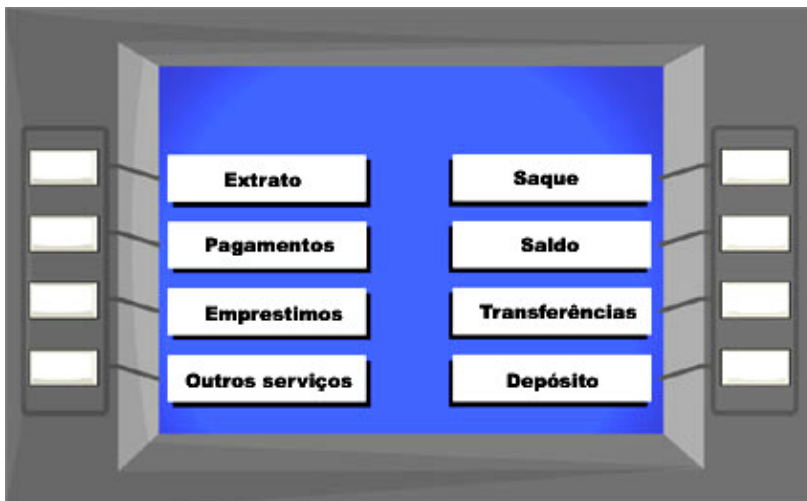 Extrato
Saque
Pagamentos
Saldo
Emprestimos
Transferências
Outros serviços
Depósito